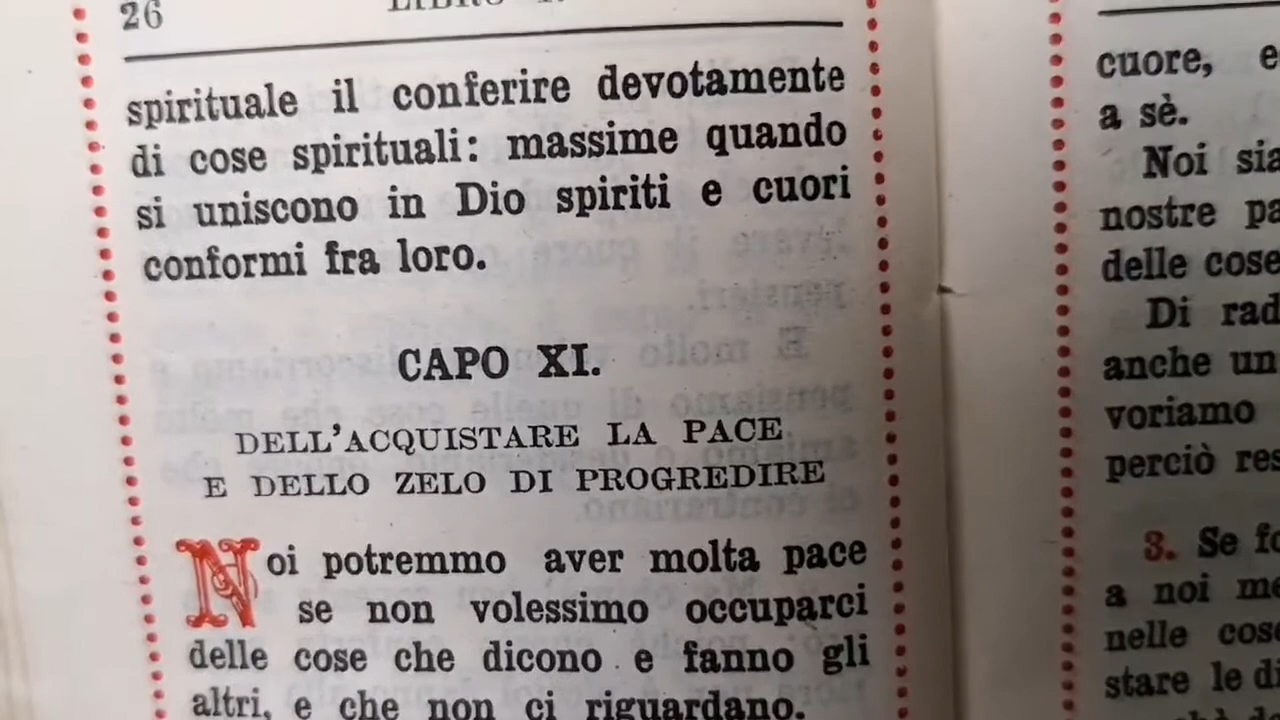 26
spirituale il conferire devotamente
di cose spirituali: massime quando
si uniscono in Dio spiriti e cuori
conformi fra loro.
CAPO XI.
DELL'ACQUISTARE LA PACE
E DELLO ZELO DI PROGREDIRE
Noi potremmo aver molta pace
se non volessimo occuparci
delle cose che dicono e fanno gli
altri, e che non ci riguardano.
cuore, e
a sè.
Noi
nostre
delle cose
Di
anche un
voriamo
perciò
3. Se
a noi
nelle
stare le